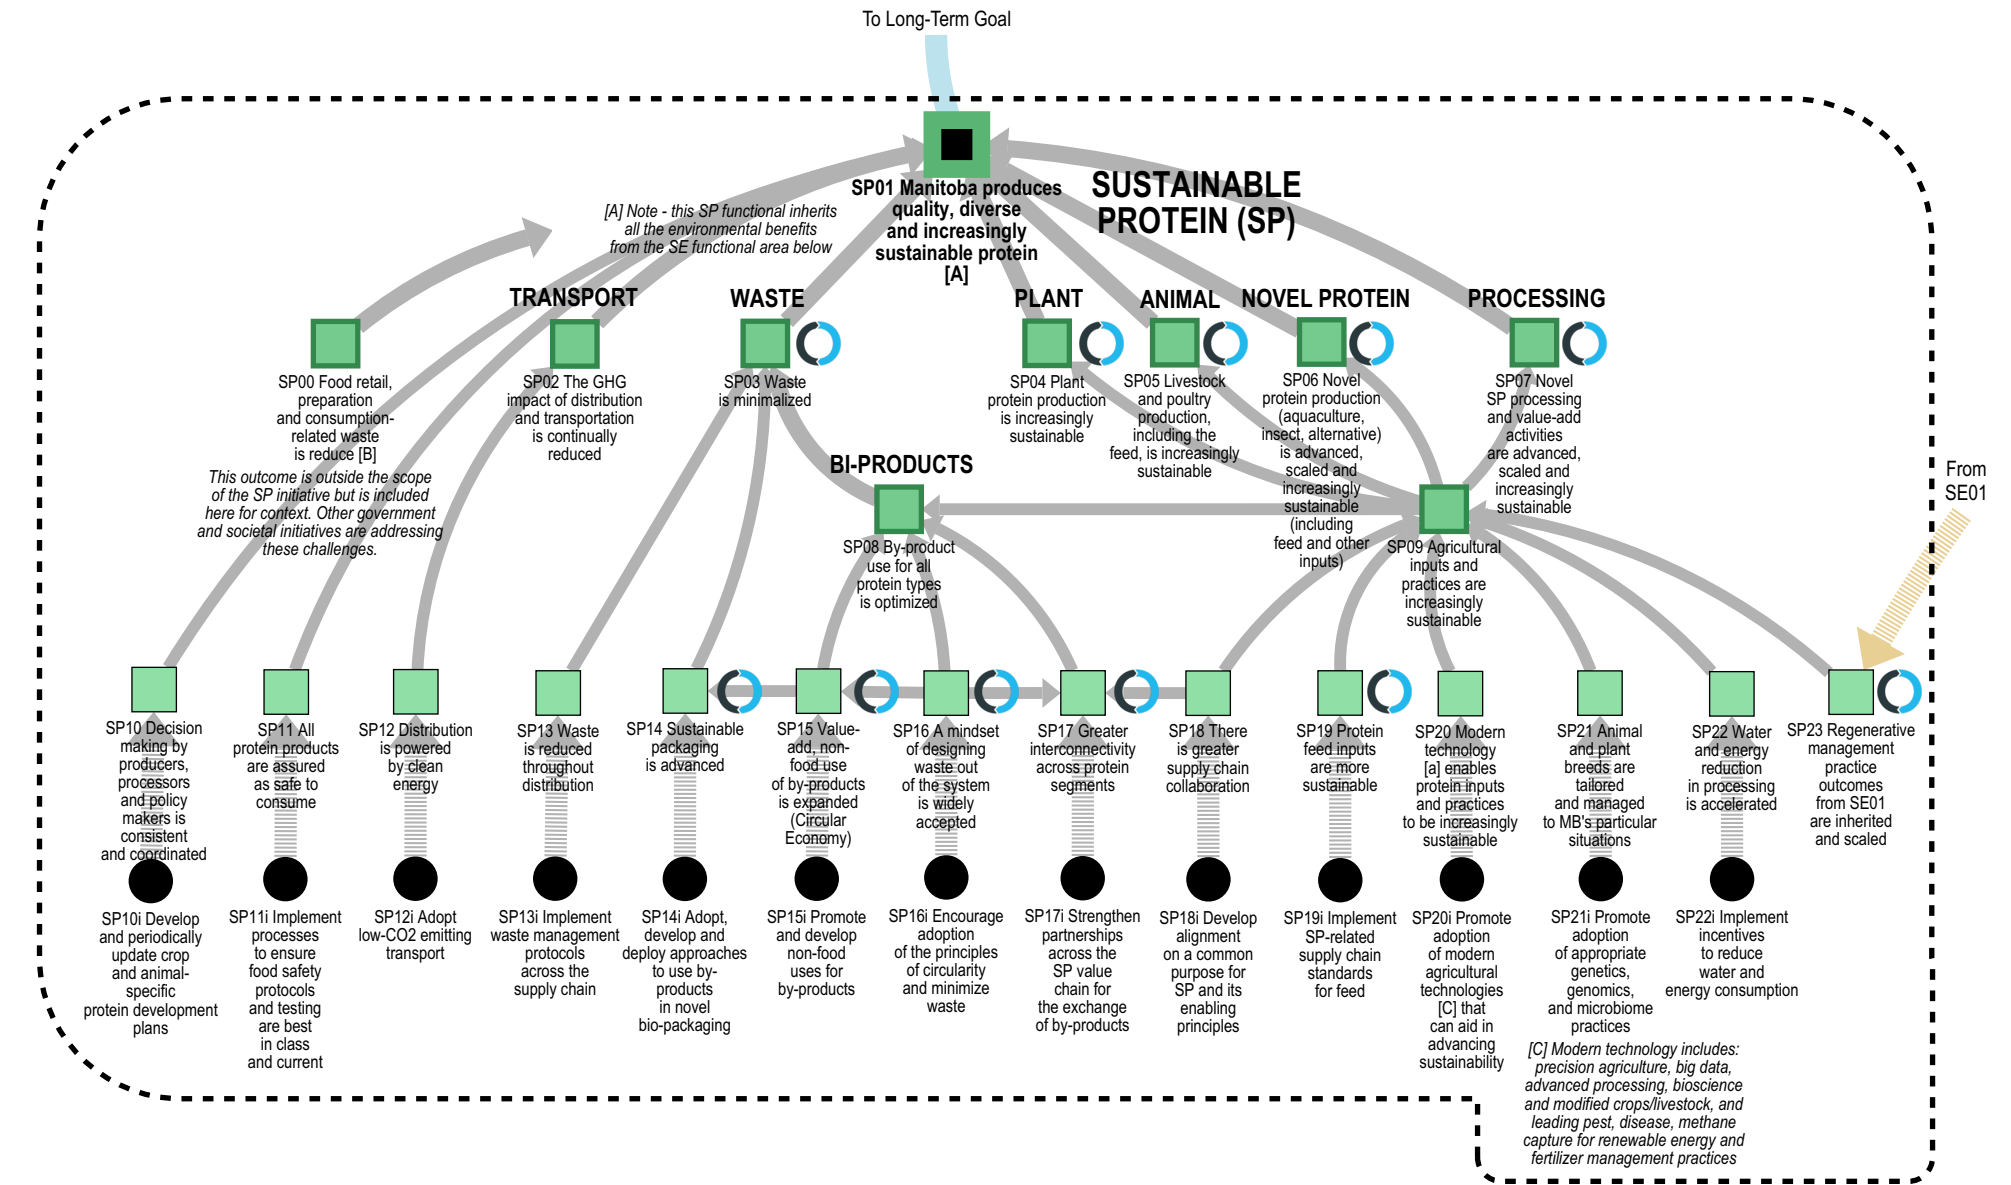 To Long-Term Goal
SP01 Manitoba produces
quality, diverse
and increasingly
sustainable protein
[A]
SUSTAINABLE
PROTEIN (SP)
[A] Note - this SP functional inherits
all the environmental benefits
from the SE functional area below
TRANSPORT
WASTE
PLANT
ANIMAL
NOVEL PROTEIN
PROCESSING
SP00 Food retail,
preparation
and consumption-
related waste
is reduce [B]
This outcome is outside the scope
of the SP initiative but is included
here for context. Other government
and societal initiatives are addressing
these challenges.
SP02 The GHG
impact of distribution
and transportation
is continually
reduced
SP03 Waste
is minimalized
SP04 Plant
protein production
is increasingly
sustainable
SP05 Livestock
and poultry
production,
including the
feed, is increasingly
sustainable
SP06 Novel
protein production
(aquaculture,
insect, alternative)
is advanced,
scaled and
increasingly
sustainable
(including
feed and other
inputs)
SP07 Novel
SP processing
and value-add
activities
are advanced,
scaled and
increasingly
sustainable
From
SE01
BI-PRODUCTS
SP08 By-product
use for all
protein types
is optimized
SP09 Agricultural
inputs and
practices are
increasingly
sustainable
SP10 Decision
making by
producers,
processors
and policy
makers is
consistent
and coordinated
SP11 All
protein products
are assured
as safe to
consume
SP12 Distribution
is powered
by clean
energy
SP13 Waste
is reduced
throughout
distribution
SP14 Sustainable
packaging
is advanced
SP15 Value-
add, non-
food use
of by-products
is expanded
(Circular
Economy)
SP16 A mindset
of designing
waste out
of the system
is widely
accepted
SP17 Greater
interconnectivity
across protein
segments
SP18 There
is greater
supply chain
collaboration
SP19 Protein
feed inputs
are more
sustainable
SP20 Modern
technology
[a] enables
protein inputs
and practices
to be increasingly
sustainable
SP21 Animal
and plant
breeds are
tailored
and managed
to MB's particular
situations
SP22 Water
and energy
reduction
in processing
is accelerated
SP23 Regenerative
management
practice
outcomes
from SE01
are inherited
and scaled
SP10i Develop
and periodically
update crop
and animal-
specific
protein development
plans
SP11i Implement
processes
to ensure
food safety
protocols
and testing
are best
in class
and current
SP12i Adopt
low-CO2 emitting
transport
SP13i Implement
waste management
protocols
across the
supply chain
SP14i Adopt,
develop and
deploy approaches
to use by-
products
in novel
bio-packaging
SP15i Promote
and develop
non-food
uses for
by-products
SP16i Encourage
adoption
of the principles
of circularity
and minimize
waste
SP17i Strengthen
partnerships
across the
SP value
chain for
the exchange
of by-products
SP18i Develop
alignment
on a common
purpose for
SP and its
enabling
principles
SP19i Implement
SP-related
supply chain
standards
for feed
SP20i Promote
adoption
of modern
agricultural
technologies
[C] that
can aid in
advancing
sustainability
SP21i Promote
adoption
of appropriate
genetics,
genomics,
and microbiome
practices
SP22i Implement
incentives
to reduce
water and
energy consumption
[C] Modern technology includes:
precision agriculture, big data,
advanced processing, bioscience
and modified crops/livestock, and
leading pest, disease, methane
capture for renewable energy and
fertilizer management practices